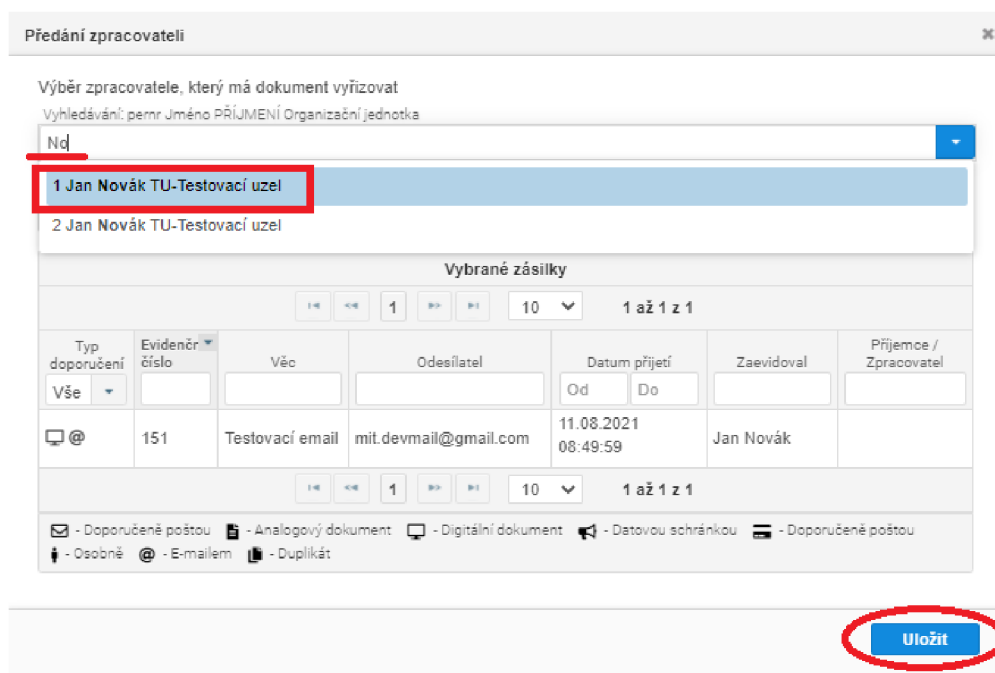 Předání zpracovateli
Výběr zpracovatele, který má dokument vyřizovat
Vyhledávání: pernr Jméno PŘÍJMENÍ Organizační jednotka
No
1 Jan Novák TU-Testovací uzel
2 Jan Novák TU-Testovací uzel
Vybrané zásilky
1 10 1 až 1 z 1
Typ doporučení Evidenčr číslo Věc Odesílatel Datum přijetí Zaevidoval Příjemce / Zpracovatel
Vše Od Do
151 Testovací email mit.devmail@gmail.com 11.08.2021 08:49:59 Jan Novák
1 10 1 až 1 z 1
- Doporučeně poštou - Analogový dokument - Digitální dokument - Datovou schránkou - Doporučeně poštou
- Osobně @ - E-mailem - Duplikát
Uložit